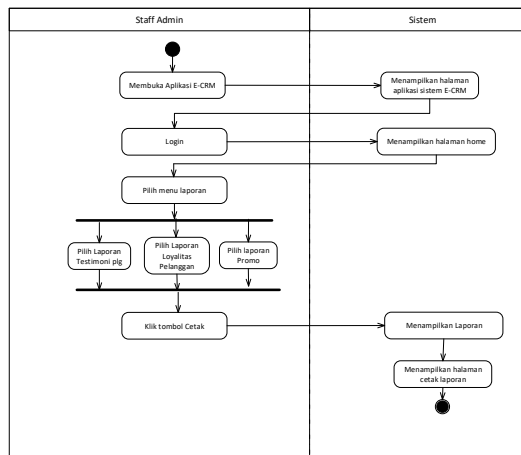 Staff Admin
Sistem
Membuka Aplikasi E-CRM
Menampilkan halaman
aplikasi sistem E-CRM
Login
Menampilkan halaman home
Pilih menu laporan
Pilih Laporan
Testimoni plg
Pilih Laporan
Loyalitas
Pelanggan
Pilih laporan
Promo
Klik tombol Cetak
Menampilkan Laporan
Menampilkan halaman
cetak laporan